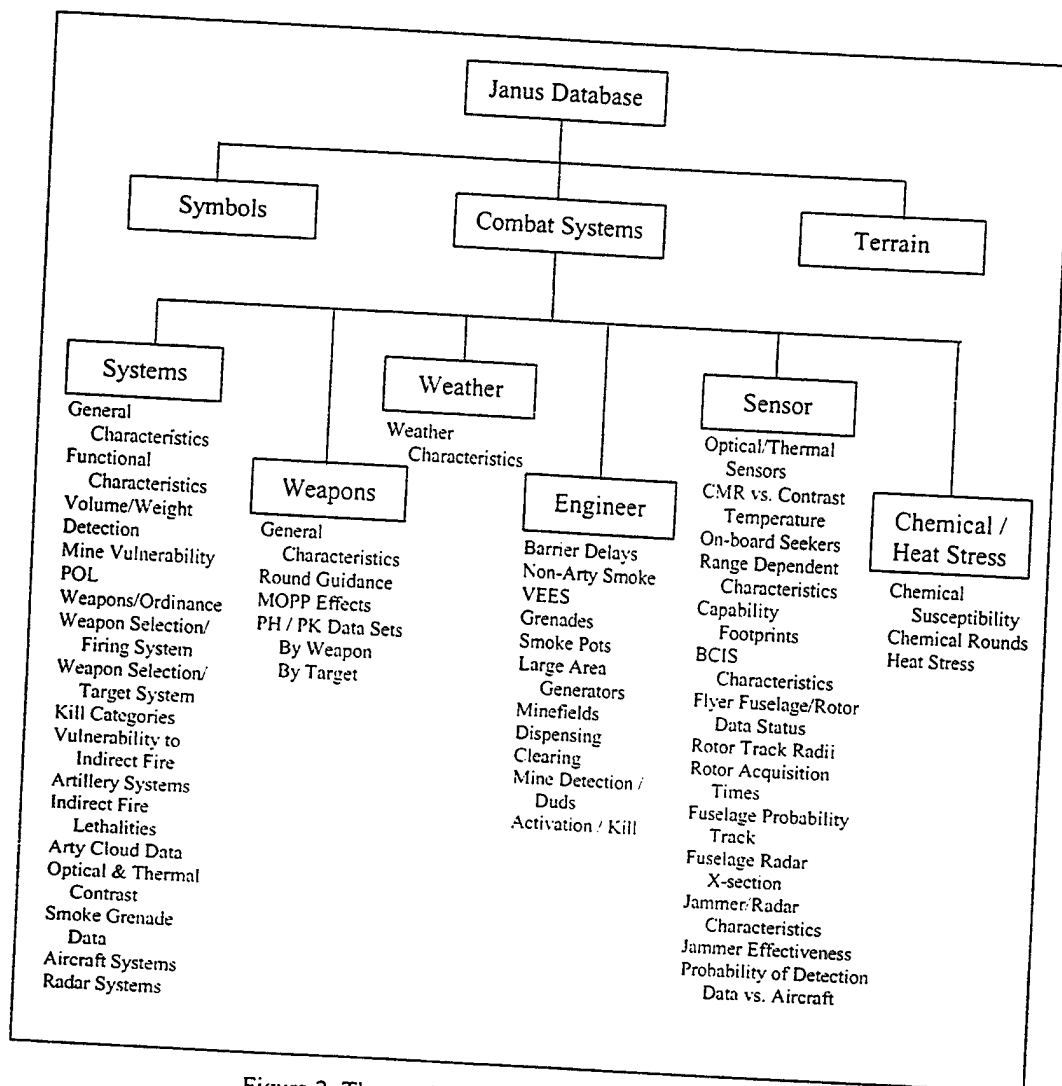 Janus Database
Symbols
Combat Systems
Terrain
Systems
General
Characteristics
Functional
Characteristics
Volume/Weight
Detection
Mine Vulnerability
POL
Weapons/Ordinance
Weapon Selection/
Firing System
Weapon Selection/
Target System
Kill Categories
Vulnerability to
Indirect Fire
Artillery Systems
Indirect Fire
Lethalities
Arty Cloud Data
Optical & Thermal
Contrast
Smoke Grenade
Data
Aircraft Systems
Radar Systems
Weapons
General
Characteristics
Round Guidance
MOPP Effects
PH / PK Data Sets
By Weapon
By Target
Weather
Weather
Characteristics
Engineer
Barrier Delays
Non-Arty Smoke
VEES
Grenades
Smoke Pots
Large Area
Generators
Minefields
Dispensing
Clearing
Mine Detection /
Duds
Activation / Kill
Sensor
Optical/Thermal
Sensors
CMR vs. Contrast
Temperature
On-board Seekers
Range Dependent
Characteristics
Capability
Footprints
BCIS
Characteristics
Flyer Fuselage/Rotor
Data Status
Rotor Track Radii
Rotor Acquisition
Times
Fuselage Probability
Track
Fuselage Radar
X-section
Jammer/Radar
Characteristics
Jammer Effectiveness
Probability of Detection
Data vs. Aircraft
Chemical /
Heat Stress
Chemical
Susceptibility
Chemical Rounds
Heat Stress
Figure 2. The